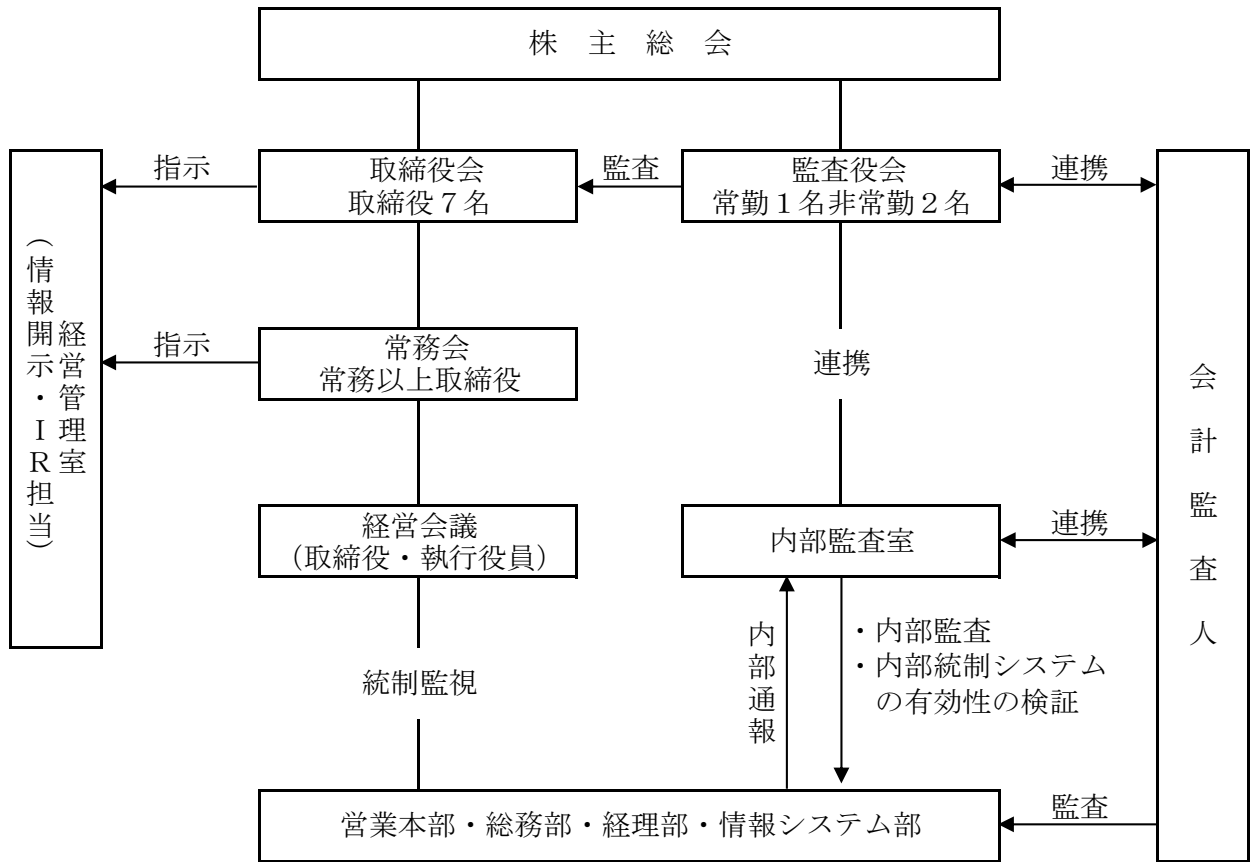 株主総会
指示
取締役会
取締役７名
監査
監査役会
常勤１名非常勤２名
連携
経営管理室
（情報開示・ＩＲ担当）
指示
常務会
常務以上取締役
連携
会計監査人
経営会議
（取締役・執行役員）
内部監査室
連携
統制監視
内部通報
・内部監査
・内部統制システム
の有効性の検証
営業本部・総務部・経理部・情報システム部
監査